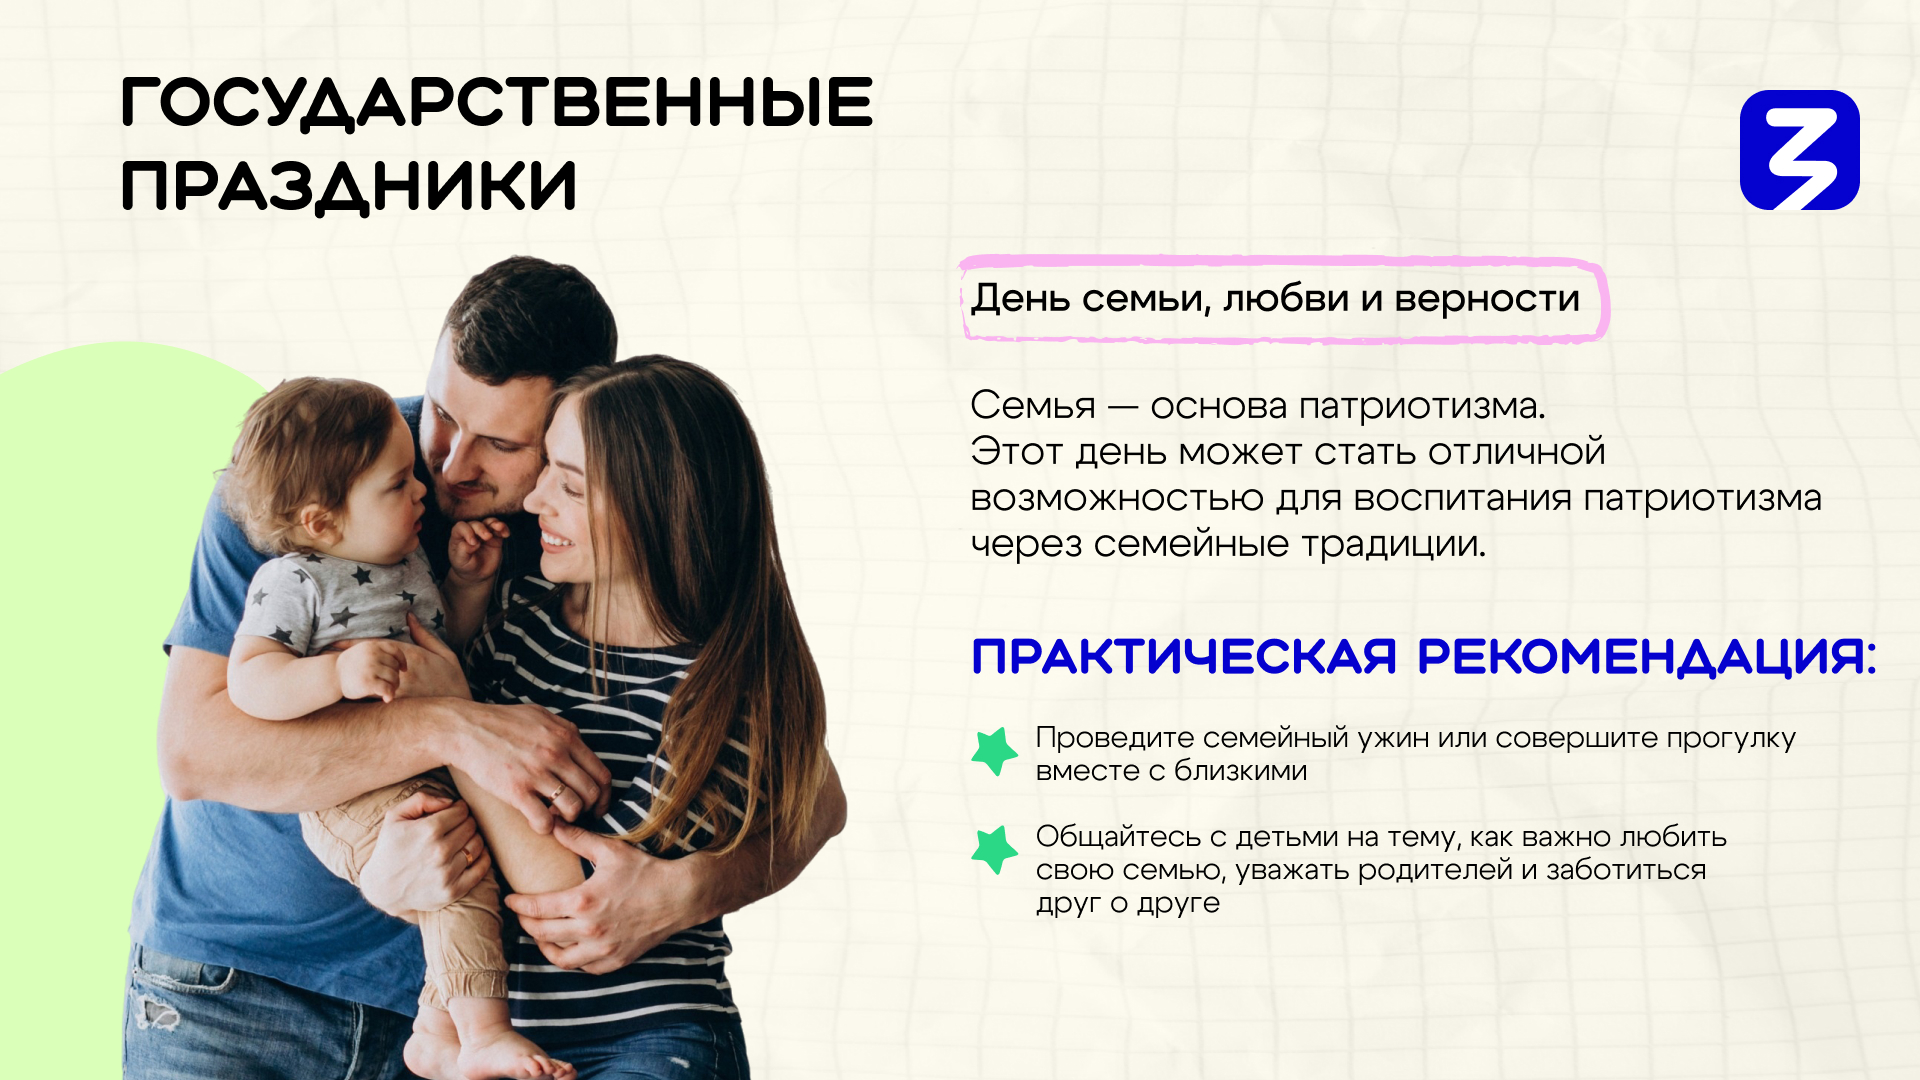 ГОСУДАРСТВЕННЫЕ
ПРАЗДНИКИ
День семьи, любви и верности
Семья — основа патриотизма.
Этот день может стать отличной
возможностью для воспитания патриотизма
через семейные традиции.
ПРАКТИЧЕСКАЯ РЕКОМЕНДАЦИЯ:
Проведите семейный ужин или совершите прогулку
вместе с близкими
Общайтесь с детьми на тему, как важно любить
свою семью, уважать родителей и заботиться
друг о друге